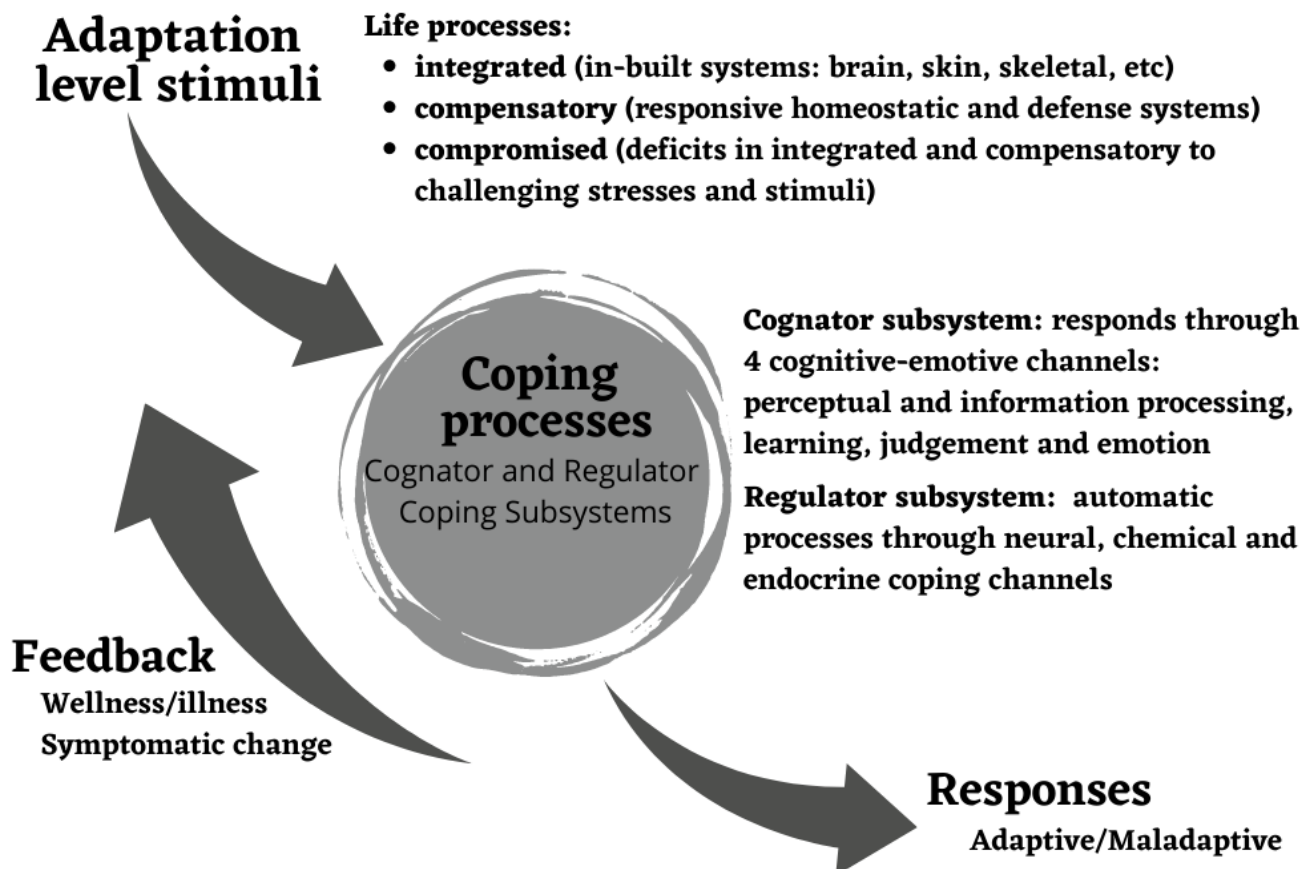 Adaptation
level stimuli
Life processes:
• integrated (in-built systems: brain, skin, skeletal, etc)
• compensatory (responsive homeostatic and defense systems)
• compromised (deficits in integrated and compensatory to
challenging stresses and stimuli)
Coping
processes
Cognator and Regulator
Coping Subsystems
Cognator subsystem: responds through
4 cognitive-emotive channels:
perceptual and information processing,
learning, judgement and emotion
Regulator subsystem: automatic
processes through neural, chemical and
endocrine coping channels
Feedback
Wellness/illness
Symptomatic change
Responses
Adaptive/Maladaptive